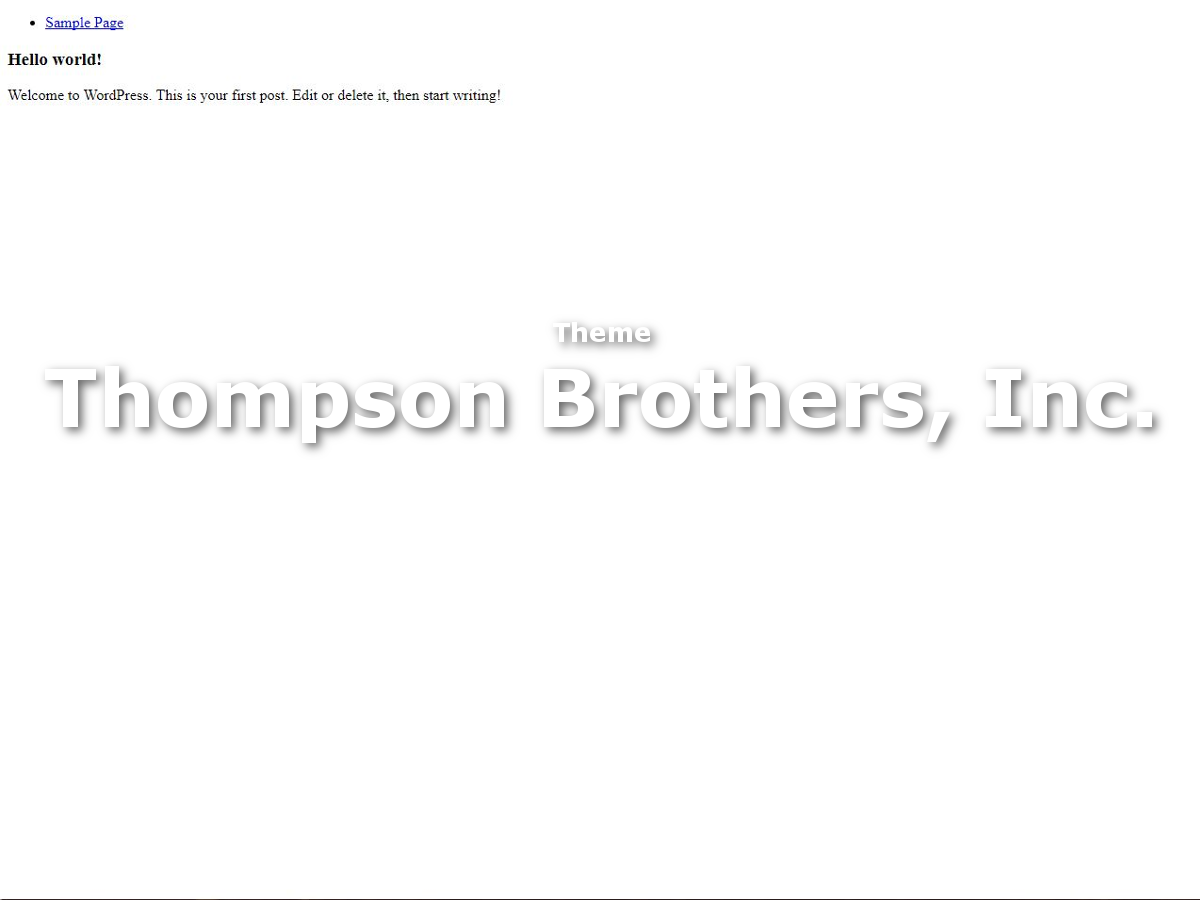 Sample Page
Hello world!
Welcome to WordPress. This is your first post. Edit or delete it, then start writing!
Theme
Thompson Brothers, Inc.